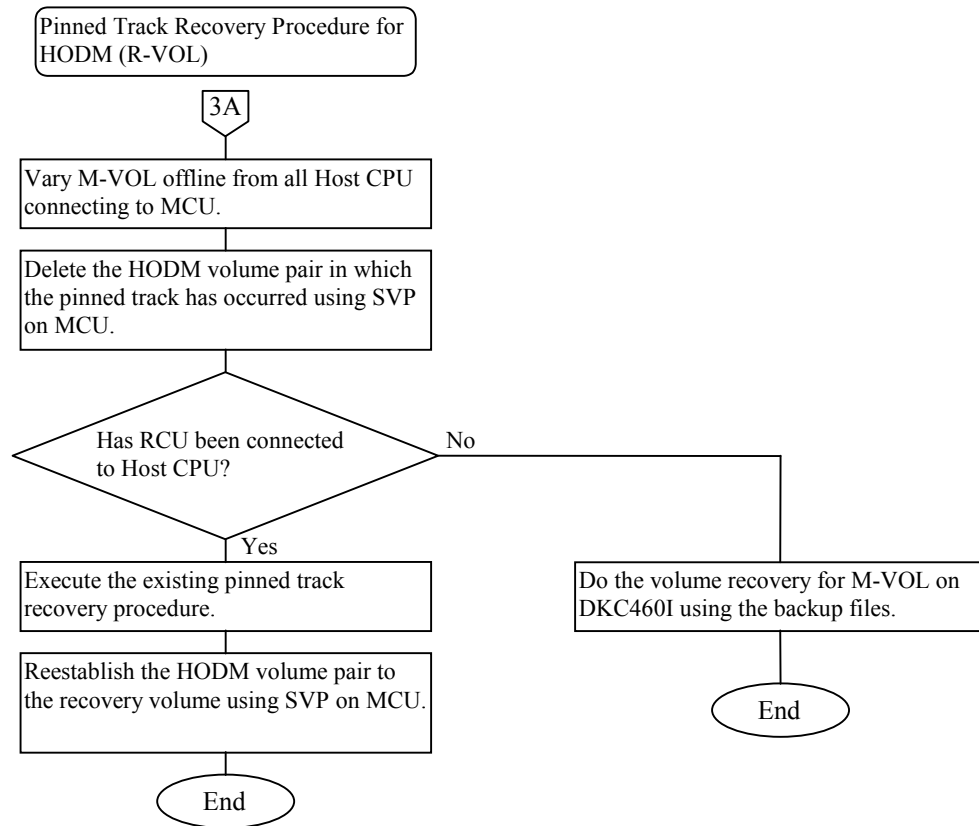 Pinned Track Recovery Procedure for
HODM (R-VOL)
3A
Vary M-VOL offline from all Host CPU
connecting to MCU.
Delete the HODM volume pair in which
the pinned track has occurred using SVP
on MCU.
Has RCU been connected
to Host CPU?
No
Yes
Execute the existing pinned track
recovery procedure.
Do the volume recovery for M-VOL on
DKC460I using the backup files.
Reestablish the HODM volume pair to
the recovery volume using SVP on MCU.
End
End